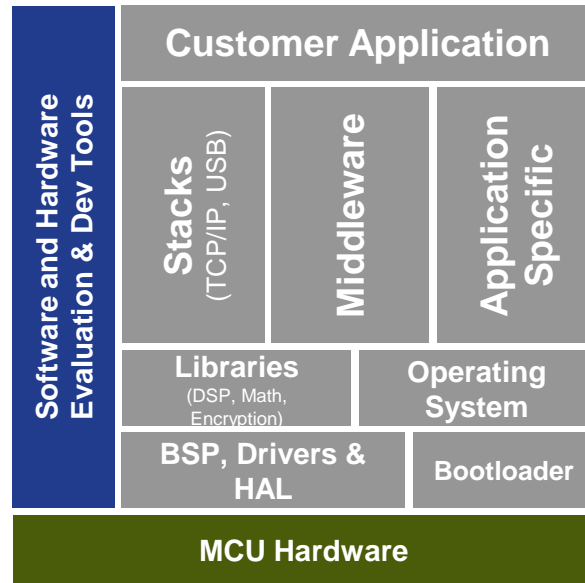 Customer Application
Software and Hardware
Evaluation & Dev Tools
Stacks
(TCP/IP, USB)
Middleware
Application
Specific
Libraries
(DSP, Math,
Encryption)
Operating
System
BSP, Drivers &
HAL
Bootloader
MCU Hardware